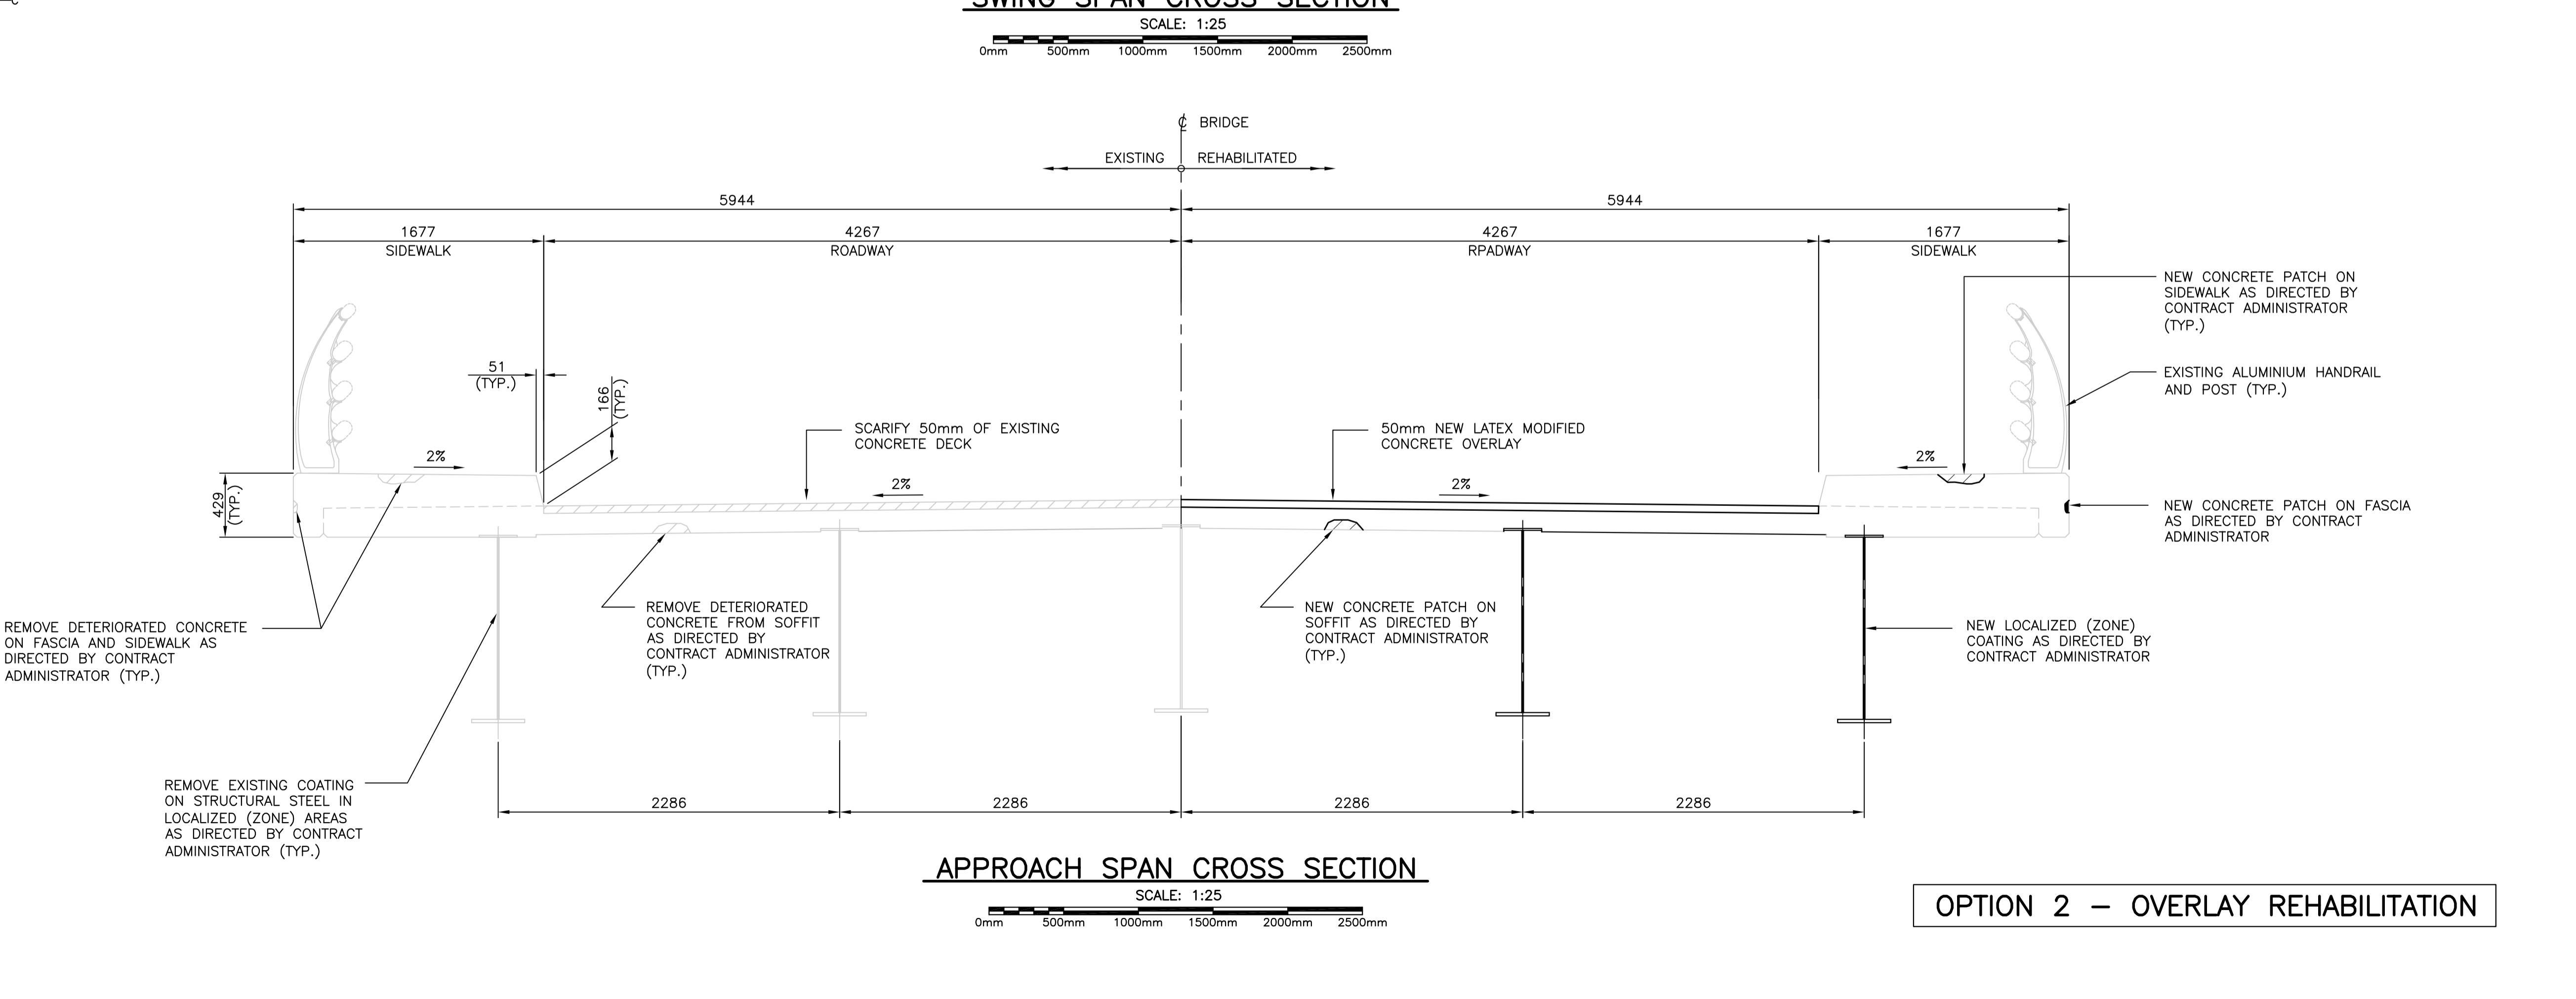 SWING SPAN CROSS SECTION
SCALE: 1:25
0mm 500mm 1000mm 1500mm 2000mm 2500mm
℄ BRIDGE
EXISTING REHABILITATED
5944 5944
1677 4267 4267 1677
SIDEWALK ROADWAY RPADWAY SIDEWALK
NEW CONCRETE PATCH ON
SIDEWALK AS DIRECTED BY
CONTRACT ADMINISTRATOR
(TYP.)
51
(TYP.)
166
(TYP.)
EXISTING ALUMINIUM HANDRAIL
AND POST (TYP.)
SCARIFY 50mm OF EXISTING
CONCRETE DECK
50mm NEW LATEX MODIFIED
CONCRETE OVERLAY
2% 2% 2% 2%
429
(TYP.)
NEW CONCRETE PATCH ON FASCIA
AS DIRECTED BY CONTRACT
ADMINISTRATOR
REMOVE DETERIORATED CONCRETE
ON FASCIA AND SIDEWALK AS
DIRECTED BY CONTRACT
ADMINISTRATOR (TYP.)
REMOVE DETERIORATED
CONCRETE FROM SOFFIT
AS DIRECTED BY
CONTRACT ADMINISTRATOR
(TYP.)
NEW CONCRETE PATCH ON
SOFFIT AS DIRECTED BY
CONTRACT ADMINISTRATOR
(TYP.)
NEW LOCALIZED (ZONE)
COATING AS DIRECTED BY
CONTRACT ADMINISTRATOR
REMOVE EXISTING COATING
ON STRUCTURAL STEEL IN
LOCALIZED (ZONE) AREAS
AS DIRECTED BY CONTRACT
ADMINISTRATOR (TYP.)
2286 2286 2286 2286
APPROACH SPAN CROSS SECTION
SCALE: 1:25
0mm 500mm 1000mm 1500mm 2000mm 2500mm
OPTION 2 – OVERLAY REHABILITATION